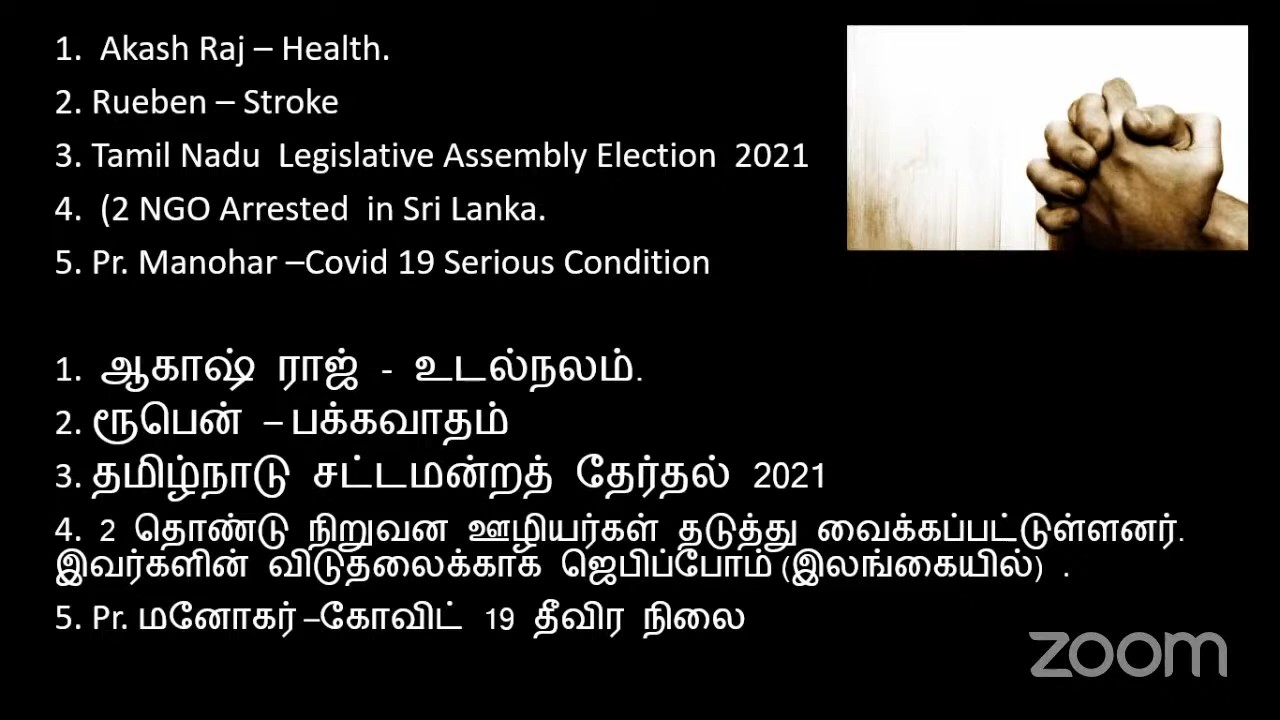 1. Akash Raj – Health.
2. Rueben – Stroke
3. Tamil Nadu Legislative Assembly Election 2021
4. (2 NGO Arrested in Sri Lanka.
5. Pr. Manohar –Covid 19 Serious Condition
1. ஆகாஷ் ராஜ் - உடல்நலம்.
2. ரூபென் – பக்கவாதம்
3. தமிழ்நாடு சட்டமன்றத் தேர்தல் 2021
4. 2 தொண்டு நிறுவன ஊழியர்கள் தடுத்து வைக்கப்பட்டுள்ளனர்.
இவர்களின் விடுதலைக்காக ஜெபிப்போம் (இலங்கையில்) .
5. Pr. மனோகர் –கோவிட் 19 தீவிர நிலை
zoom